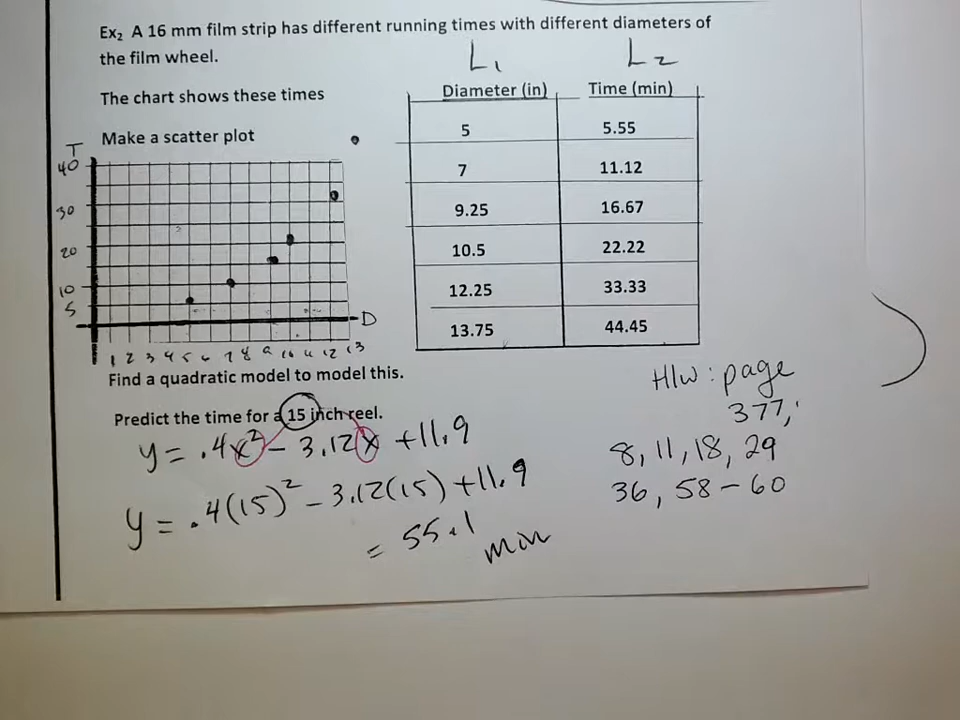 Ex2 A 16 mm film strip has different running times with different diameters of
the film wheel.
L1 L2
The chart shows these times
Diameter (in) Time (min)
5 5.55
7 11.12
9.25 16.67
10.5 22.22
12.25 33.33
13.75 44.45
Make a scatter plot
T
40
30
20
10
5
D
1 2 3 4 5 6 7 8 9 10 11 12 13
Find a quadratic model to model this.
Predict the time for a 15 inch reel.
y = .4x² - 3.12x + 11.9
y = .4(15)² - 3.12(15) + 11.9
= 55.1
min
H/w : page
377,
8, 11, 18, 29
36, 58 - 60